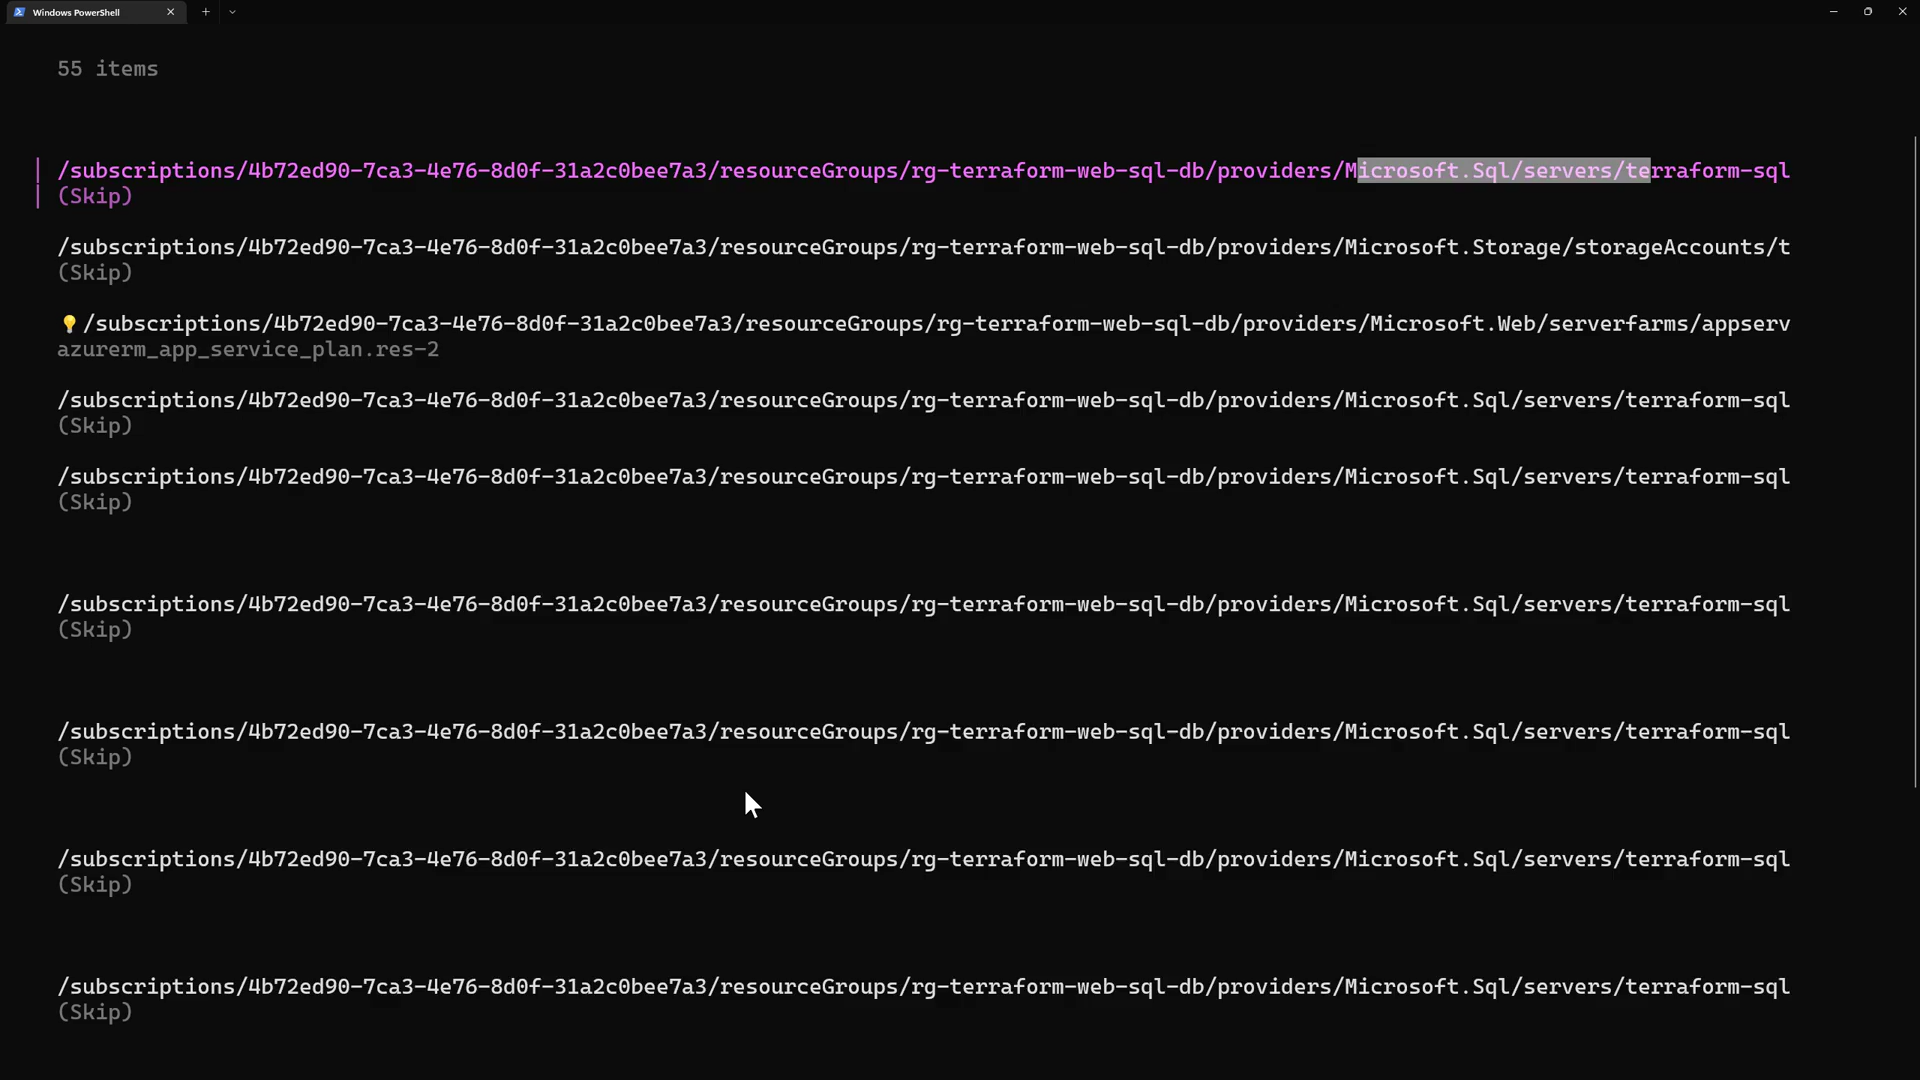 Windows PowerShell
55 items
/subscriptions/4b72ed90-7ca3-4e76-8d0f-31a2c0bee7a3/resourceGroups/rg-terraform-web-sql-db/providers/Microsoft.Sql/servers/terraform-sql
(Skip)
/subscriptions/4b72ed90-7ca3-4e76-8d0f-31a2c0bee7a3/resourceGroups/rg-terraform-web-sql-db/providers/Microsoft.Storage/storageAccounts/t
(Skip)
/subscriptions/4b72ed90-7ca3-4e76-8d0f-31a2c0bee7a3/resourceGroups/rg-terraform-web-sql-db/providers/Microsoft.Web/serverfarms/appserv
azurerm_app_service_plan.res-2
/subscriptions/4b72ed90-7ca3-4e76-8d0f-31a2c0bee7a3/resourceGroups/rg-terraform-web-sql-db/providers/Microsoft.Sql/servers/terraform-sql
(Skip)
/subscriptions/4b72ed90-7ca3-4e76-8d0f-31a2c0bee7a3/resourceGroups/rg-terraform-web-sql-db/providers/Microsoft.Sql/servers/terraform-sql
(Skip)
/subscriptions/4b72ed90-7ca3-4e76-8d0f-31a2c0bee7a3/resourceGroups/rg-terraform-web-sql-db/providers/Microsoft.Sql/servers/terraform-sql
(Skip)
/subscriptions/4b72ed90-7ca3-4e76-8d0f-31a2c0bee7a3/resourceGroups/rg-terraform-web-sql-db/providers/Microsoft.Sql/servers/terraform-sql
(Skip)
/subscriptions/4b72ed90-7ca3-4e76-8d0f-31a2c0bee7a3/resourceGroups/rg-terraform-web-sql-db/providers/Microsoft.Sql/servers/terraform-sql
(Skip)
/subscriptions/4b72ed90-7ca3-4e76-8d0f-31a2c0bee7a3/resourceGroups/rg-terraform-web-sql-db/providers/Microsoft.Sql/servers/terraform-sql
(Skip)